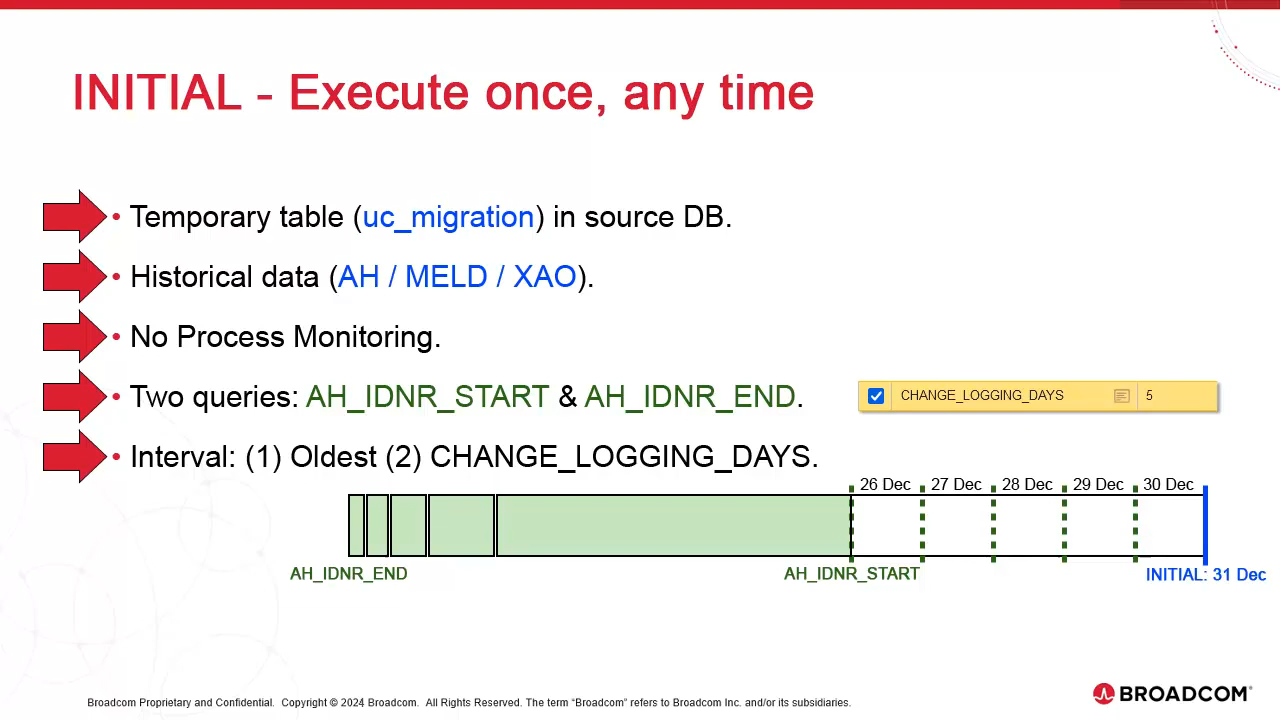 INITIAL - Execute once, any time
• Temporary table (uc_migration) in source DB.
• Historical data (AH / MELD / XAO).
• No Process Monitoring.
• Two queries: AH_IDNR_START & AH_IDNR_END.
CHANGE_LOGGING_DAYS 5
• Interval: (1) Oldest (2) CHANGE_LOGGING_DAYS.
26 Dec 27 Dec 28 Dec 29 Dec 30 Dec
AH_IDNR_END AH_IDNR_START INITIAL: 31 Dec
Broadcom Proprietary and Confidential. Copyright © 2024 Broadcom. All Rights Reserved. The term “Broadcom” refers to Broadcom Inc. and/or its subsidiaries.
BROADCOM®